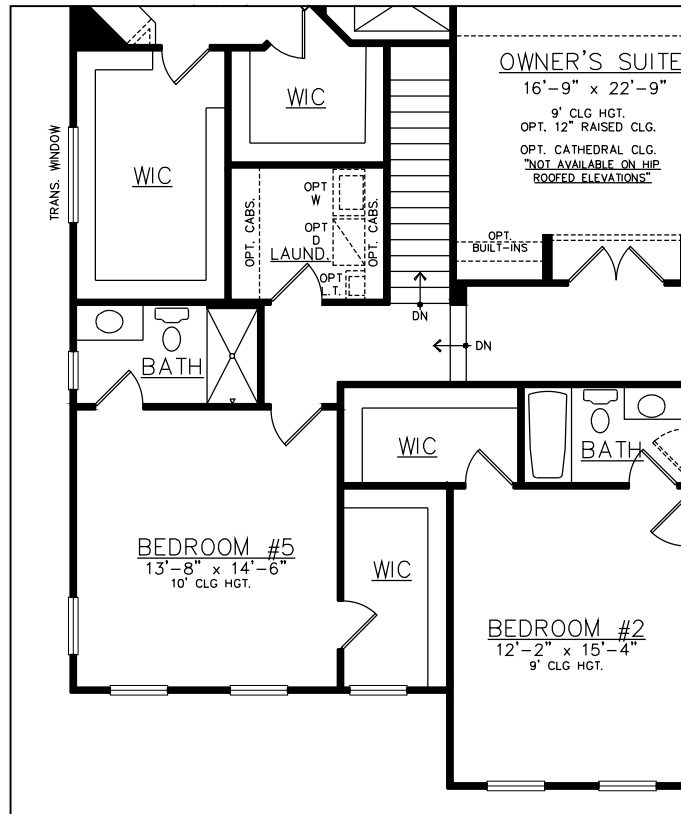 OWNER'S SUITE
16'-9" x 22'-9"
9' CLG HGT.
OPT. 12" RAISED CLG.
OPT. CATHEDRAL CLG.
"NOT AVAILABLE ON HIP
ROOFED ELEVATIONS"
WIC
TRANS. WINDOW
WIC
OPT. CABS.
OPT
W
OPT
D
OPT. CABS.
LAUND.
OPT
L.T.
OPT.
BUILT-INS
DN
DN
BATH
WIC
BATH
BEDROOM #5
13'-8" x 14'-6"
10' CLG HGT.
WIC
BEDROOM #2
12'-2" x 15'-4"
9' CLG HGT.